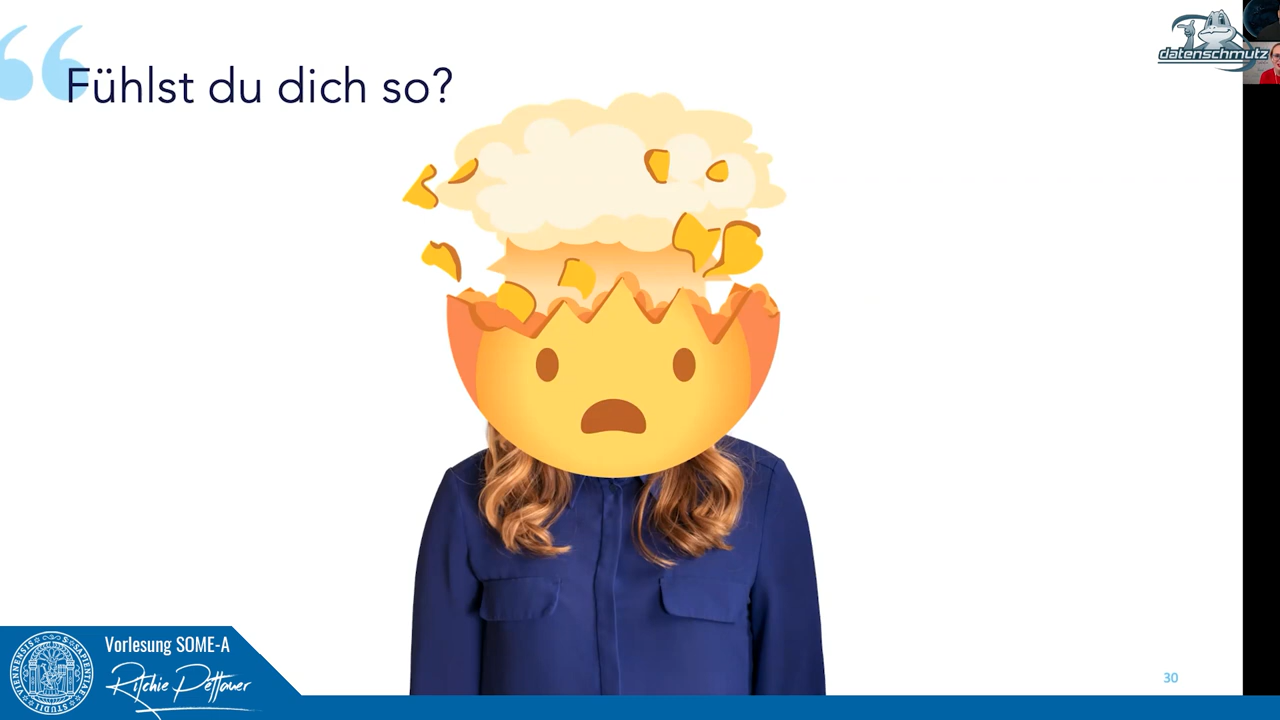 “
Fühlst du dich so?
datenschmutz
Vorlesung SOME-A
Ritchie Pettauer
30